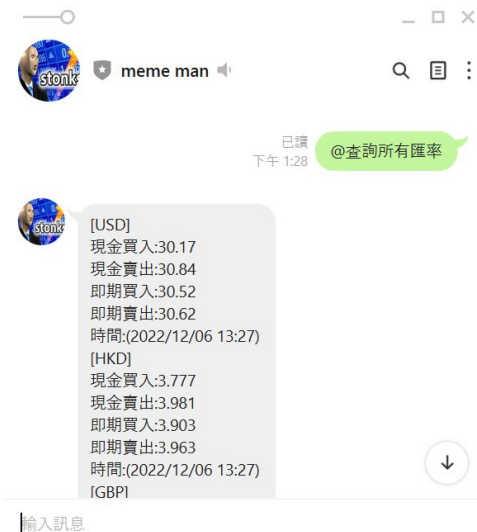 stonk
meme man
已讀
下午 1:28
@查詢所有匯率
stonk
[USD]
現金買入:30.17
現金賣出:30.84
即期買入:30.52
即期賣出:30.62
時間:(2022/12/06 13:27)
[HKD]
現金買入:3.777
現金賣出:3.981
即期買入:3.903
即期賣出:3.963
時間:(2022/12/06 13:27)
[GBP]
輸入訊息